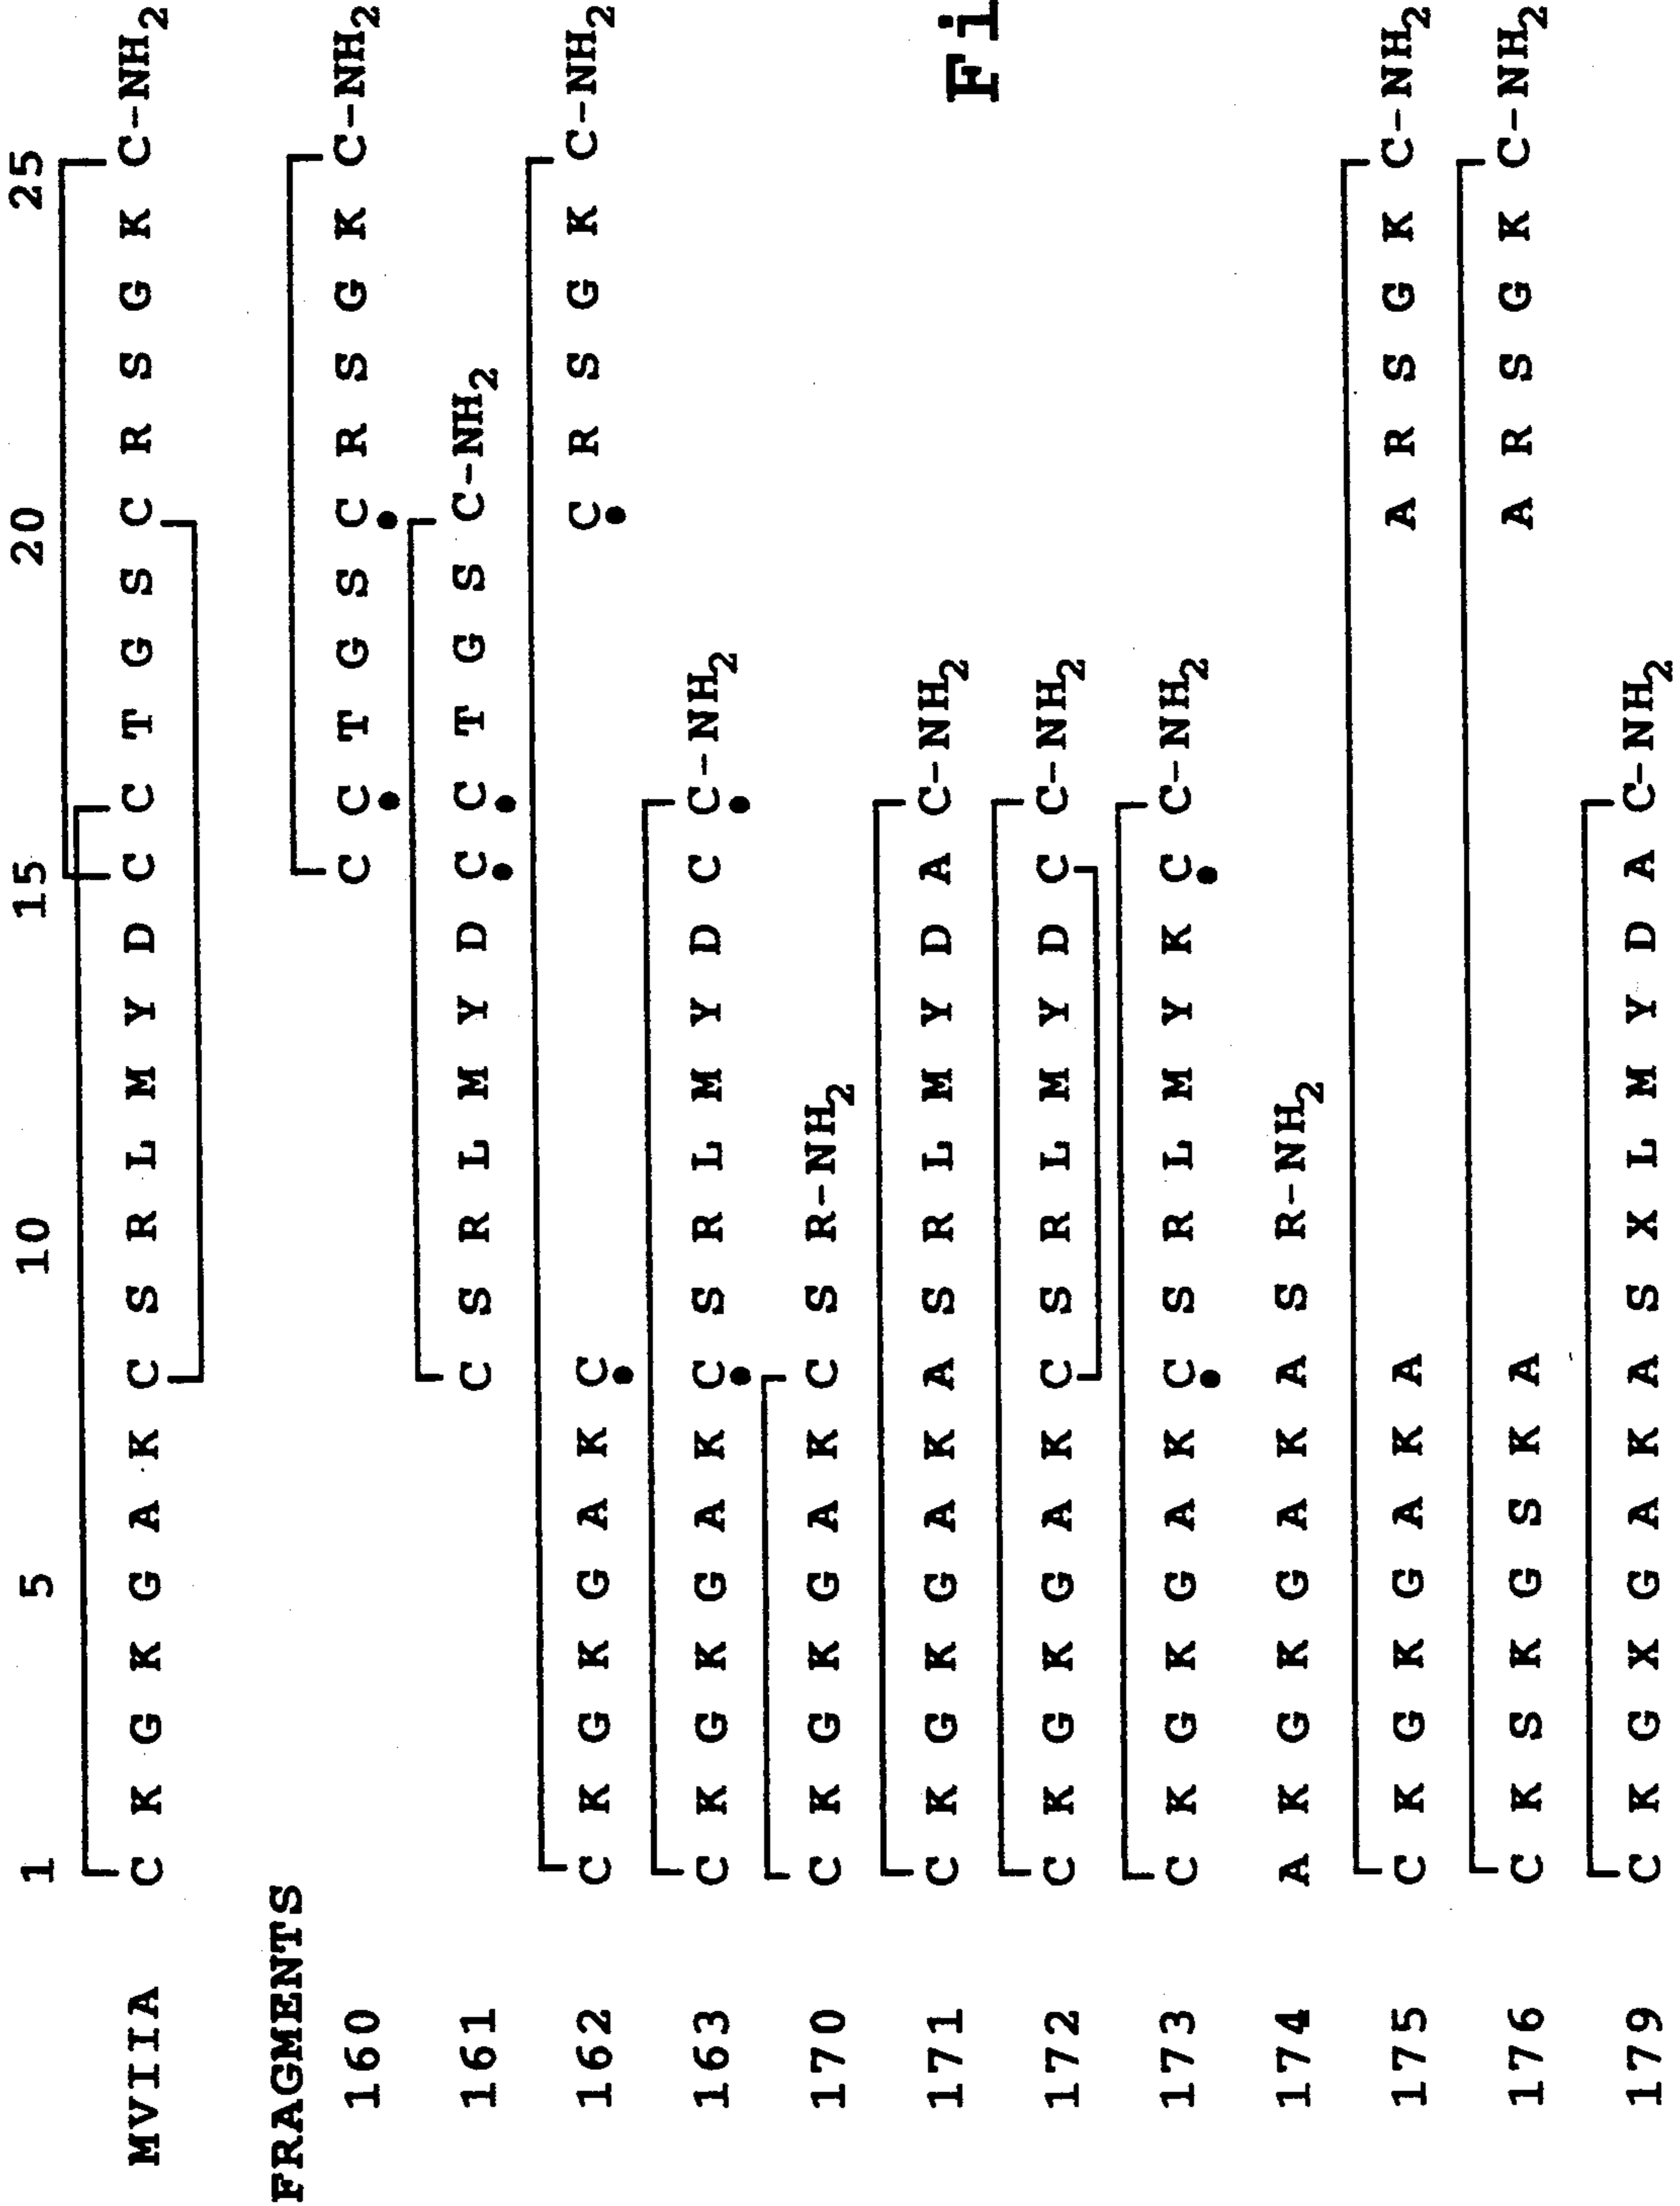 1 5 10 15 20 25
MVIIA C K G K G A K C S R L M Y D C C T G S C R S G K C-NH2
FRAGMENTS
160 C C T G S C R S G K C-NH2
161 C S R L M Y D C C T G S C-NH2
162 C K G K G A K C C R S G K C-NH2
163 C K G K G A K C S R L M Y D C C-NH2
170 C K G K G A K C S R-NH2
171 C K G K G A K A S R L M Y D A C-NH2
172 C K G K G A K C S R L M Y D C C-NH2
173 C K G K G A K C S R L M Y K C C-NH2
174 A K G K G A K A S R-NH2
175 C K G K G A K A A R S G K C-NH2
176 C K S K G S K A A R S G K C-NH2
179 C K G X G A K A S X L M Y D A C-NH2
Fi